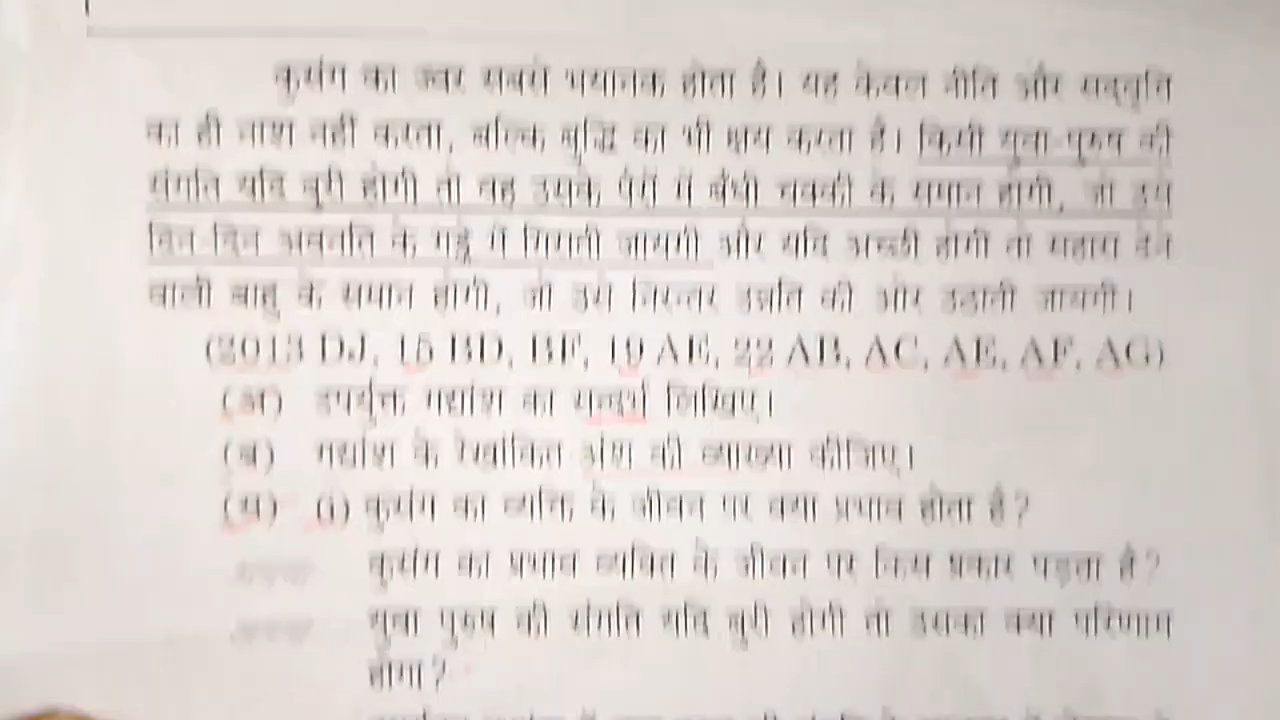 कुसंग का ज्वर सबसे भयानक होता है। यह केवल नीति और सद्वृत्ति
का ही नाश नहीं करता, बल्कि बुद्धि का भी क्षय करता है। किसी युवा-पुरुष की
संगति यदि बुरी होगी तो वह उसके पैरों में बँधी चक्की के समान होगी, जो उसे
दिन-दिन अवनति के गड्ढे में गिराती जायगी और यदि अच्छी होगी तो सहारा देने
वाली बाहु के समान होगी, जो उसे निरन्तर उन्नति की ओर उठाती जायगी।
(2013 DJ, 15 BD, BF, 19 AE, 22 AB, AC, AE, AF, AG)
(अ) उपर्युक्त गद्यांश का सन्दर्भ लिखिए।
(ब) गद्यांश के रेखांकित अंश की व्याख्या कीजिए।
(स) (i) कुसंग का व्यक्ति के जीवन पर क्या प्रभाव होता है?
अथवा कुसंग का प्रभाव व्यक्ति के जीवन पर किस प्रकार पड़ता है?
अथवा युवा पुरुष की संगति यदि बुरी होगी तो उसका क्या परिणाम
होगा?